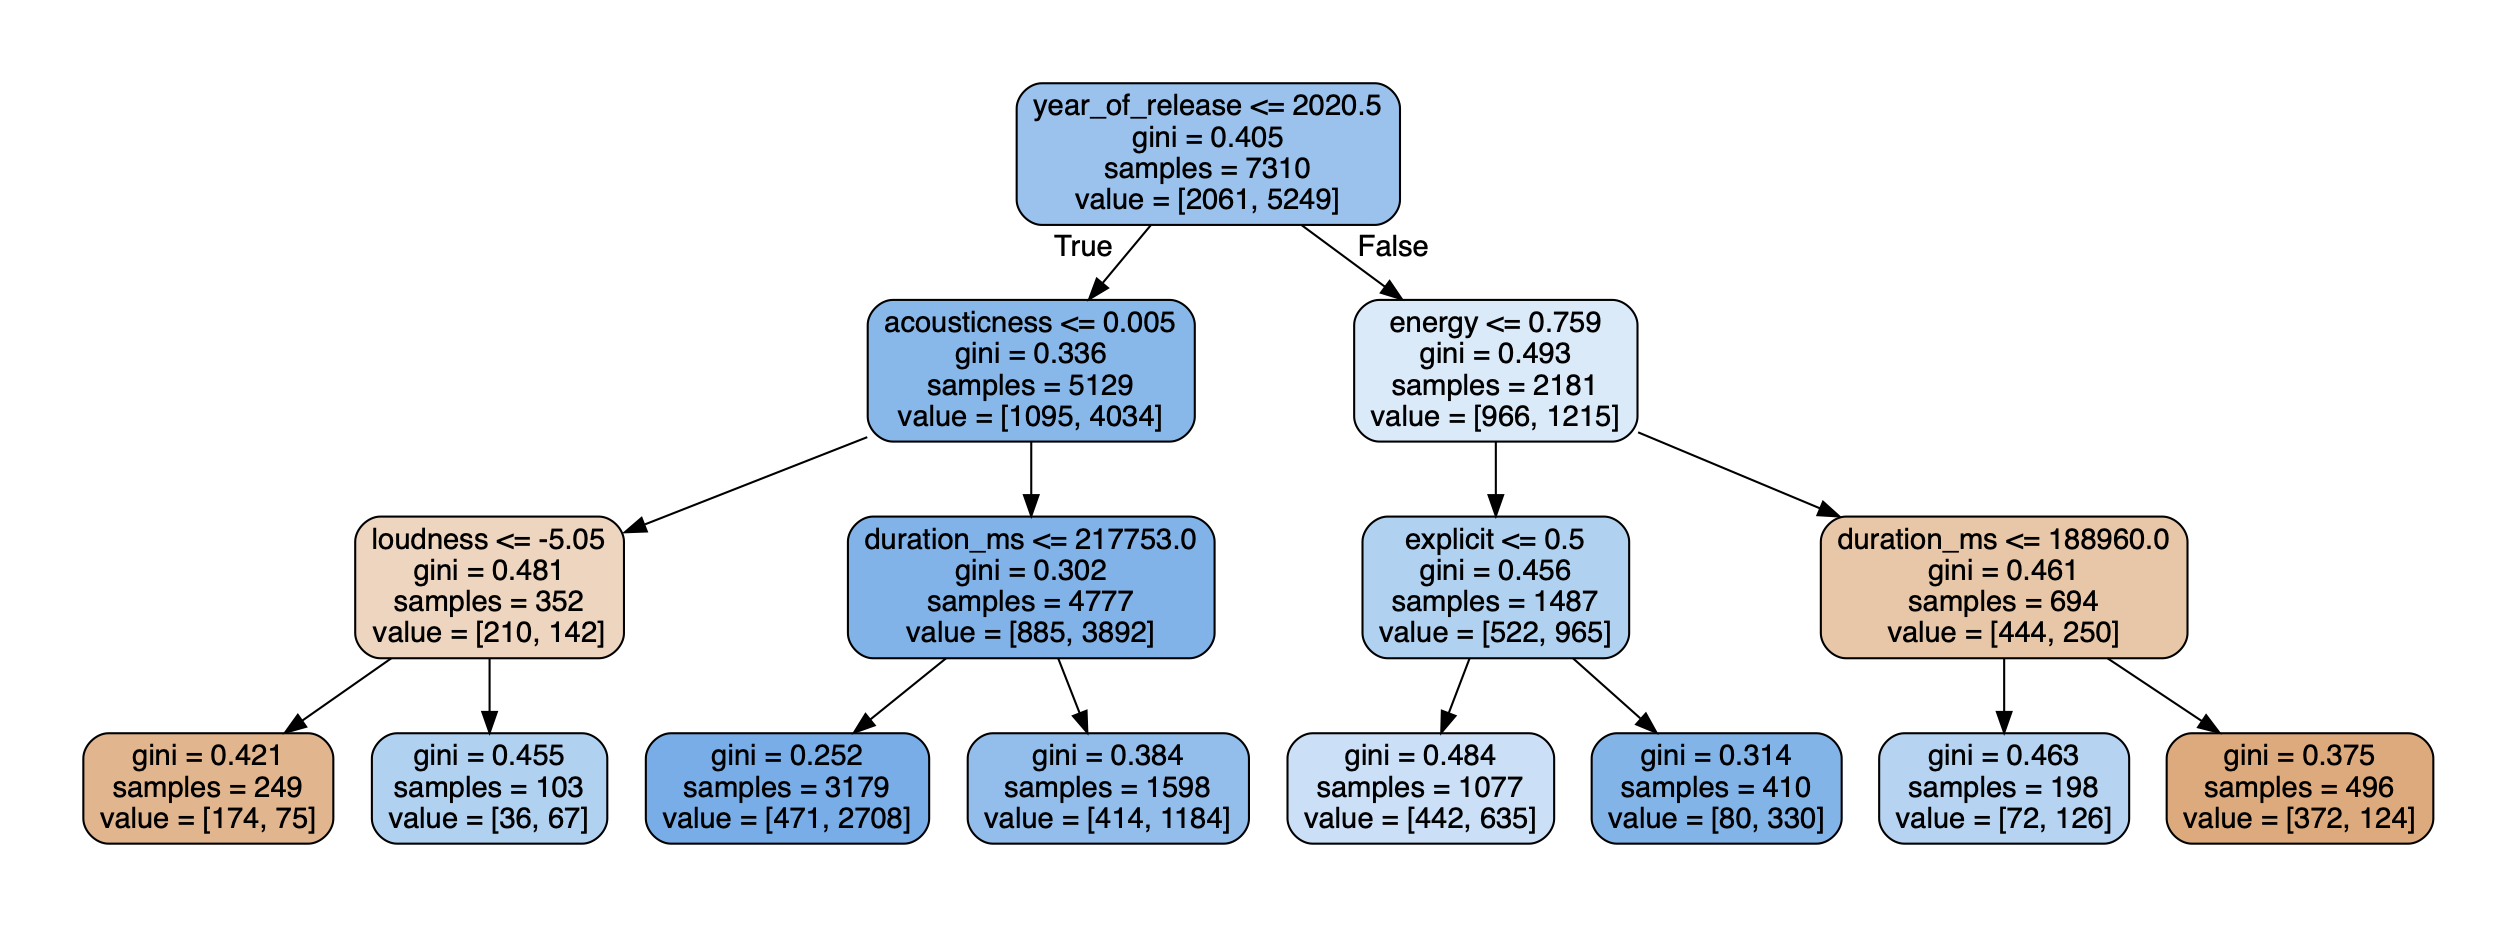 year_of_release <= 2020.5
gini = 0.405
samples = 7310
value = [2061, 5249]
True
False
acousticness <= 0.005
gini = 0.336
samples = 5129
value = [1095, 4034]
energy <= 0.759
gini = 0.493
samples = 2181
value = [966, 1215]
loudness <= -5.05
gini = 0.481
samples = 352
value = [210, 142]
duration_ms <= 217753.0
gini = 0.302
samples = 4777
value = [885, 3892]
explicit <= 0.5
gini = 0.456
samples = 1487
value = [522, 965]
duration_ms <= 188960.0
gini = 0.461
samples = 694
value = [444, 250]
gini = 0.421
samples = 249
value = [174, 75]
gini = 0.455
samples = 103
value = [36, 67]
gini = 0.252
samples = 3179
value = [471, 2708]
gini = 0.384
samples = 1598
value = [414, 1184]
gini = 0.484
samples = 1077
value = [442, 635]
gini = 0.314
samples = 410
value = [80, 330]
gini = 0.463
samples = 198
value = [72, 126]
gini = 0.375
samples = 496
value = [372, 124]